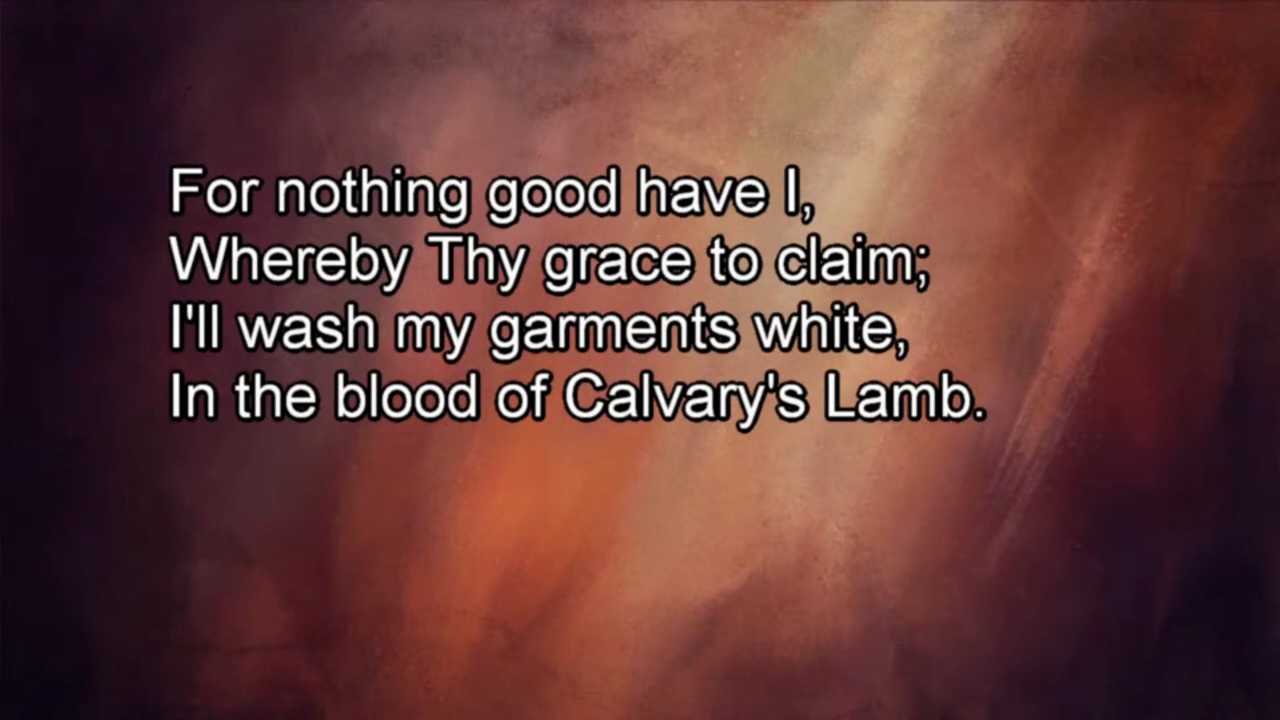 For nothing good have I,
Whereby Thy grace to claim;
I'll wash my garments white,
In the blood of Calvary's Lamb.